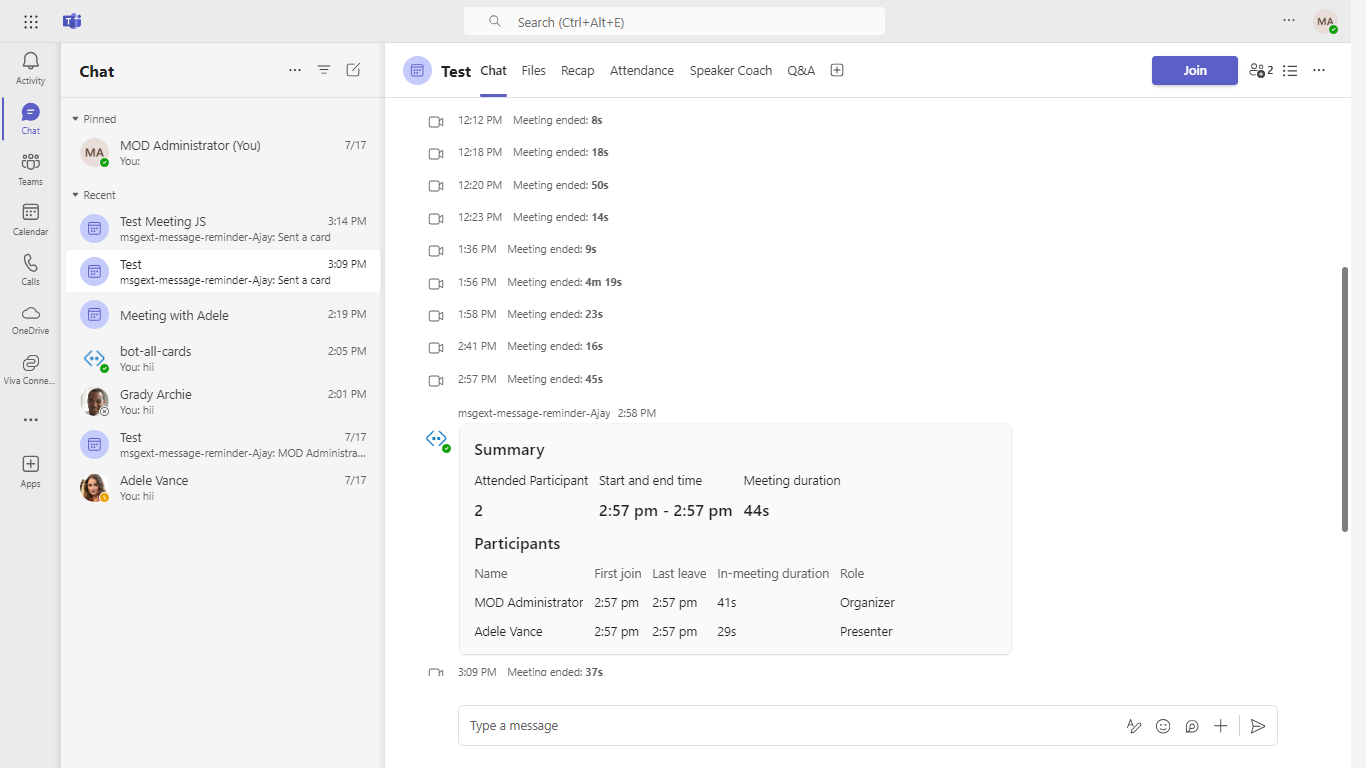 Search (Ctrl+Alt+E)
MA
Activity
Chat
Teams
Calendar
Calls
OneDrive
Viva Conne...
Apps
Chat
Pinned
MA
MOD Administrator (You) 7/17
You:
Recent
Test Meeting JS 3:14 PM
msgext-message-reminder-Ajay: Sent a card
Test 3:09 PM
msgext-message-reminder-Ajay: Sent a card
Meeting with Adele 2:19 PM
bot-all-cards 2:05 PM
You: hii
Grady Archie 2:01 PM
You: hii
Test 7/17
msgext-message-reminder-Ajay: MOD Administra...
Adele Vance 7/17
You: hii
Test Chat Files Recap Attendance Speaker Coach Q&A Join 2
12:12 PM Meeting ended: 8s
12:18 PM Meeting ended: 18s
12:20 PM Meeting ended: 50s
12:23 PM Meeting ended: 14s
1:36 PM Meeting ended: 9s
1:56 PM Meeting ended: 4m 19s
1:58 PM Meeting ended: 23s
2:41 PM Meeting ended: 16s
2:57 PM Meeting ended: 45s
msgext-message-reminder-Ajay 2:58 PM
Summary
Attended Participant Start and end time Meeting duration
2 2:57 pm - 2:57 pm 44s
Participants
Name First join Last leave In-meeting duration Role
MOD Administrator 2:57 pm 2:57 pm 41s Organizer
Adele Vance 2:57 pm 2:57 pm 29s Presenter
3:09 PM Meeting ended: 37s
Type a message